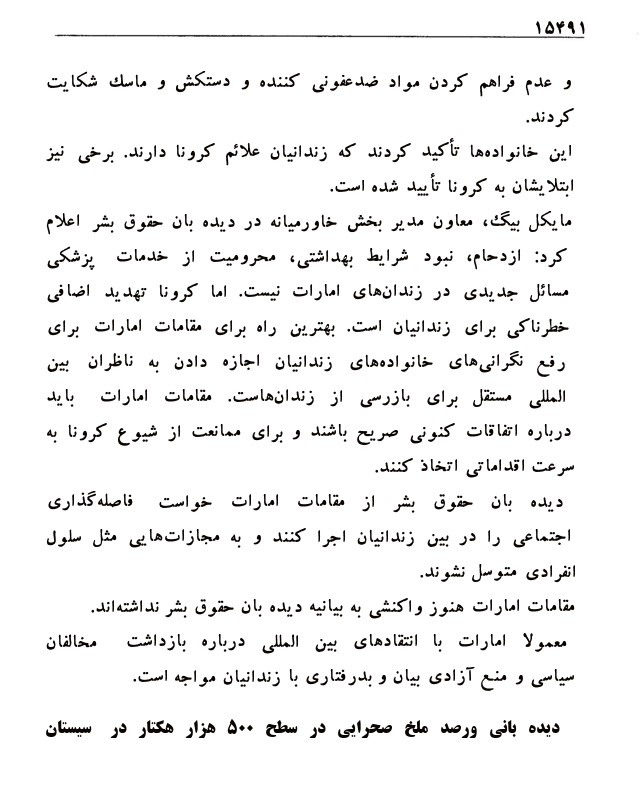 ۱۵۴۹۱
و عدم فراهم کردن مواد ضدعفونی کننده و دستکش و ماسک شکایت
کردند.
این خانواده‌ها تأکید کردند که زندانیان علائم کرونا دارند. برخی نیز
ابتلایشان به کرونا تأیید شده است.
مایکل بیگ، معاون مدیر بخش خاورمیانه در دیده بان حقوق بشر اعلام
کرد: ازدحام، نبود شرایط بهداشتی، محرومیت از خدمات پزشکی
مسائل جدیدی در زندان‌های امارات نیست. اما کرونا تهدید اضافی
خطرناکی برای زندانیان است. بهترین راه برای مقامات امارات برای
رفع نگرانی‌های خانواده‌های زندانیان اجازه دادن به ناظران بین
المللی مستقل برای بازرسی از زندان‌هاست. مقامات امارات باید
درباره اتفاقات کنونی صریح باشند و برای ممانعت از شیوع کرونا به
سرعت اقداماتی اتخاذ کنند.
دیده بان حقوق بشر از مقامات امارات خواست فاصله‌گذاری
اجتماعی را در بین زندانیان اجرا کنند و به مجازات‌هایی مثل سلول
انفرادی متوسل نشوند.
مقامات امارات هنوز واکنشی به بیانیه دیده بان حقوق بشر نداشته‌اند.
معمولا امارات با انتقادهای بین المللی درباره بازداشت مخالفان
سیاسی و منع آزادی بیان و بدرفتاری با زندانیان مواجه است.
دیده بانی ورصد ملخ صحرایی در سطح ۵۰۰ هزار هکتار در سیستان